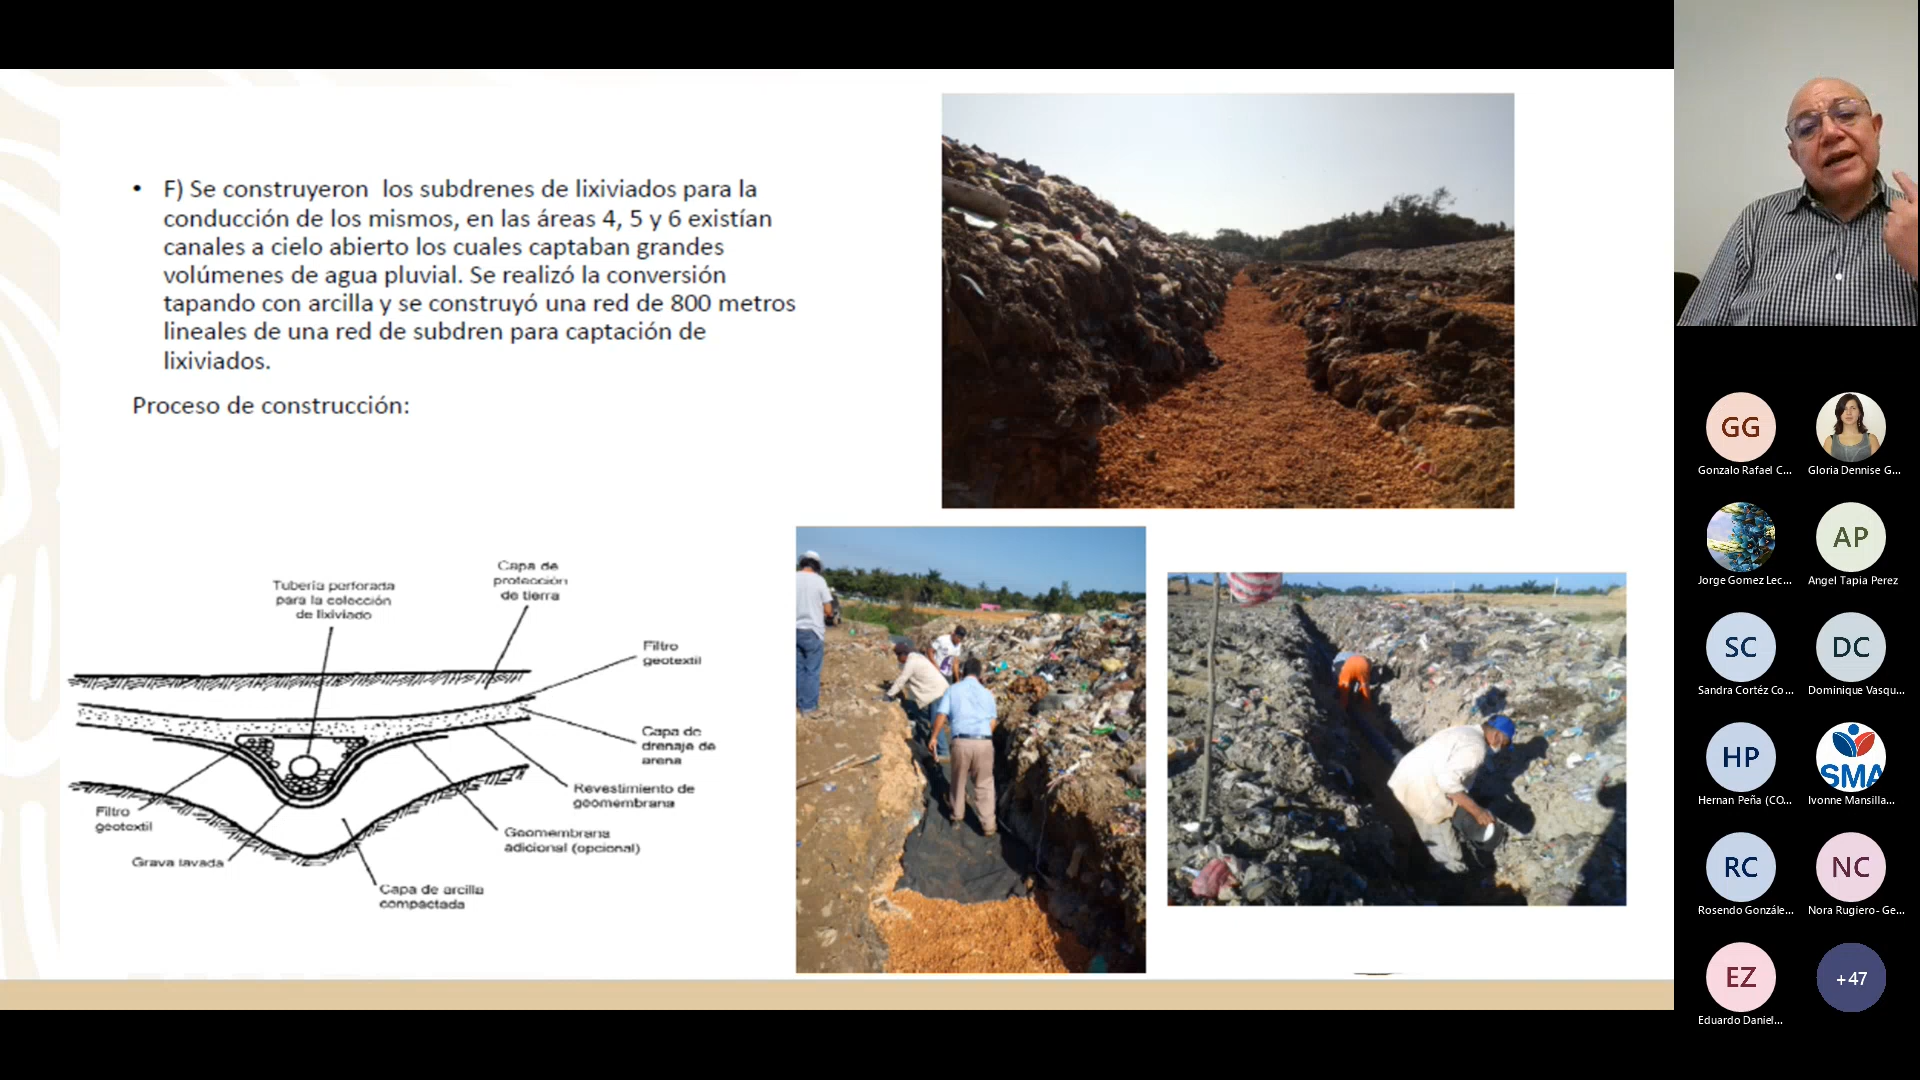 • F) Se construyeron los subdrenes de lixiviados para la
conducción de los mismos, en las áreas 4, 5 y 6 existían
canales a cielo abierto los cuales captaban grandes
volúmenes de agua pluvial. Se realizó la conversión
tapando con arcilla y se construyó una red de 800 metros
lineales de una red de subdren para captación de
lixiviados.
Proceso de construcción:
Tubería perforada
para la colección
de lixiviado
Capa de
protección
de tierra
Filtro
geotextil
Capa de
drenaje de
arena
Revestimiento de
geomembrana
Geomembrana
adicional (opcional)
Filtro
geotextil
Grava lavada
Capa de arcilla
compactada
GG
Gonzalo Rafael C...
Gloria Dennise G...
Jorge Gomez Lec...
AP
Angel Tapia Perez
SC
Sandra Cortéz Co...
DC
Dominique Vasqu...
HP
Hernan Peña (CO...
SMA
Ivonne Mansilla...
RC
Rosendo Gonzále...
NC
Nora Rugiero- Ge...
EZ
Eduardo Daniel...
+47